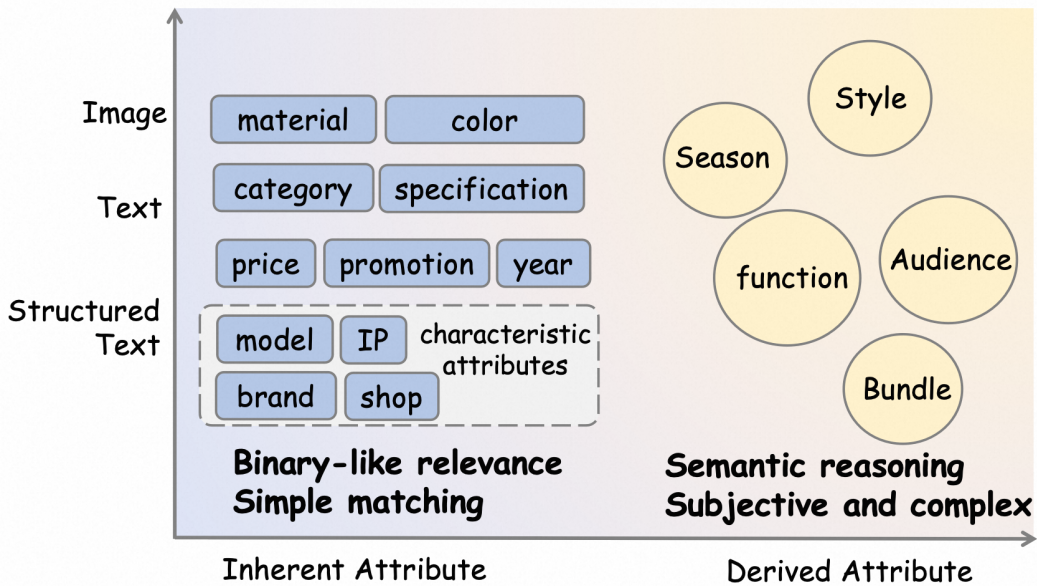 Image
Text
Structured
Text
material
color
category
specification
price
promotion
year
model
IP
characteristic
attributes
brand
shop
Binary-like relevance
Simple matching
Style
Season
function
Audience
Bundle
Semantic reasoning
Subjective and complex
Inherent Attribute
Derived Attribute